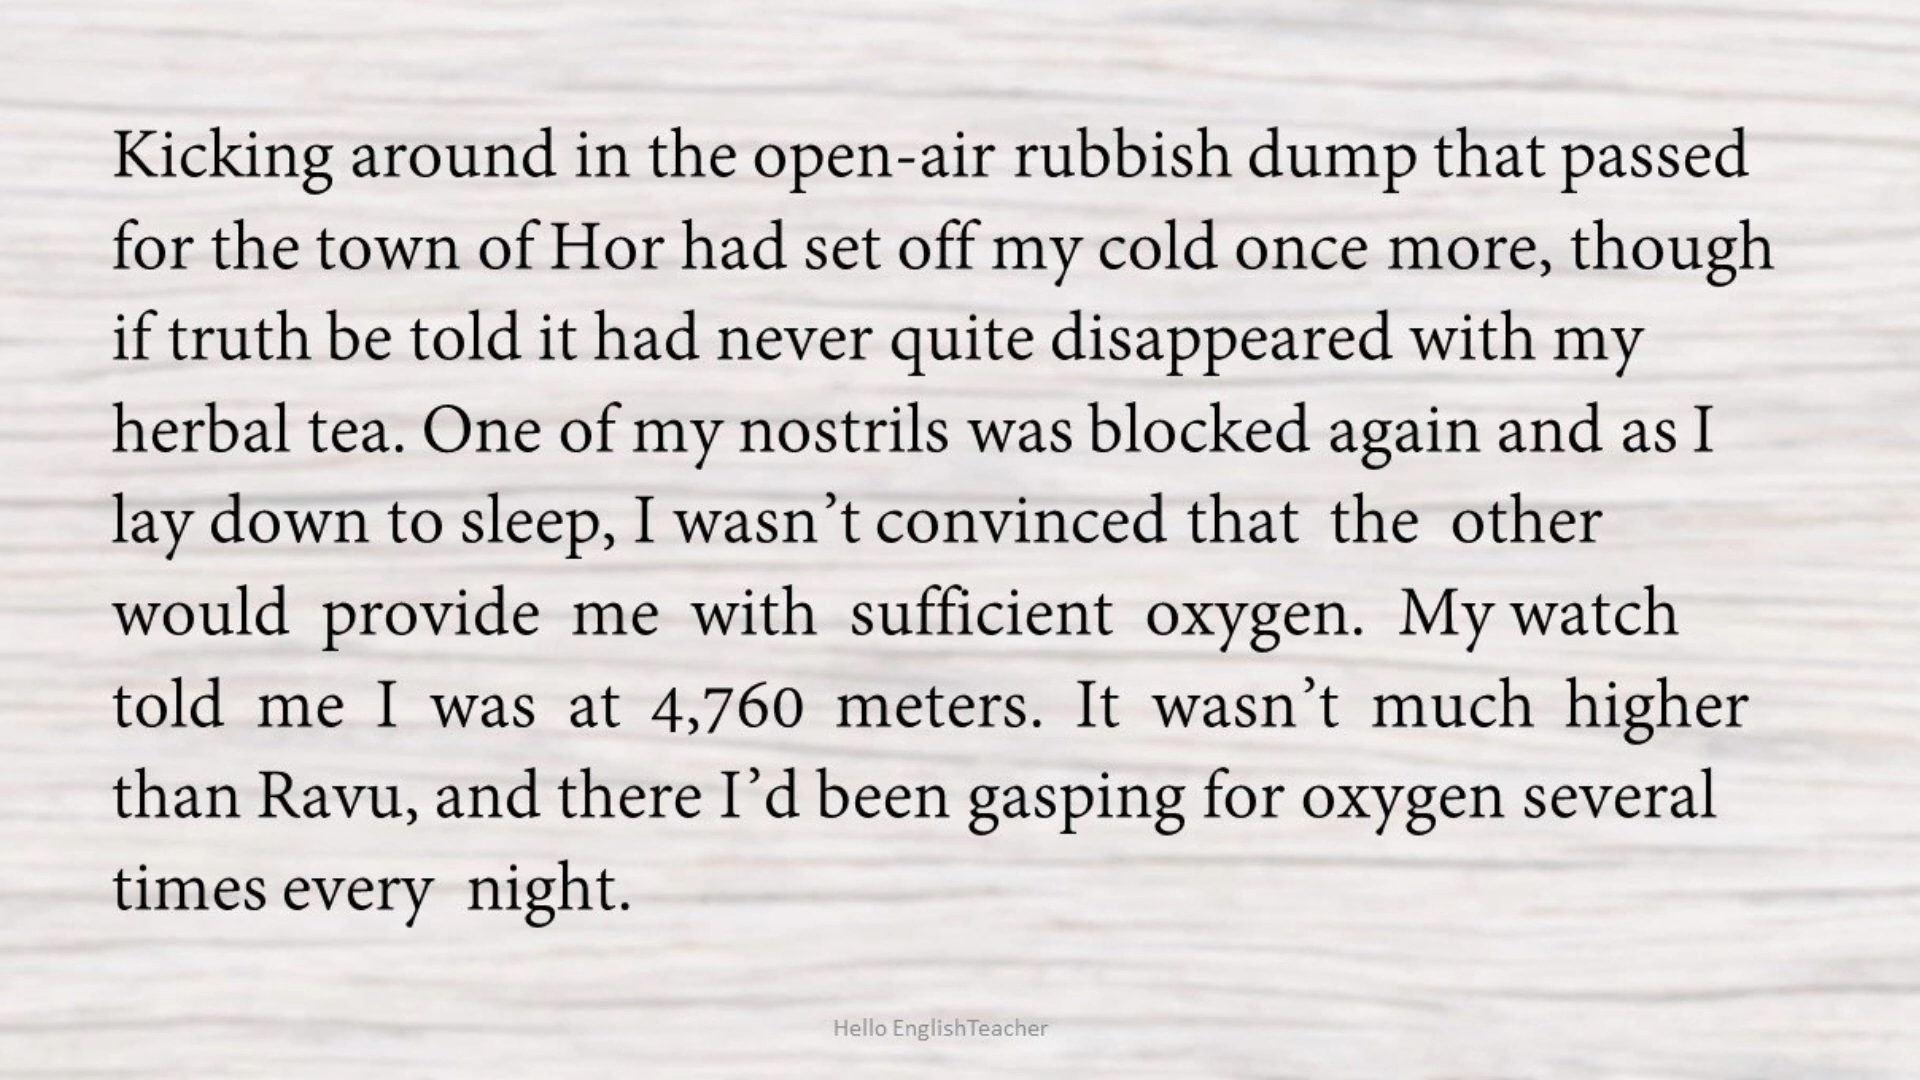 Kicking around in the open-air rubbish dump that passed
for the town of Hor had set off my cold once more, though
if truth be told it had never quite disappeared with my
herbal tea. One of my nostrils was blocked again and as I
lay down to sleep, I wasn’t convinced that the other
would provide me with sufficient oxygen. My watch
told me I was at 4,760 meters. It wasn’t much higher
than Ravu, and there I’d been gasping for oxygen several
times every night.
Hello EnglishTeacher